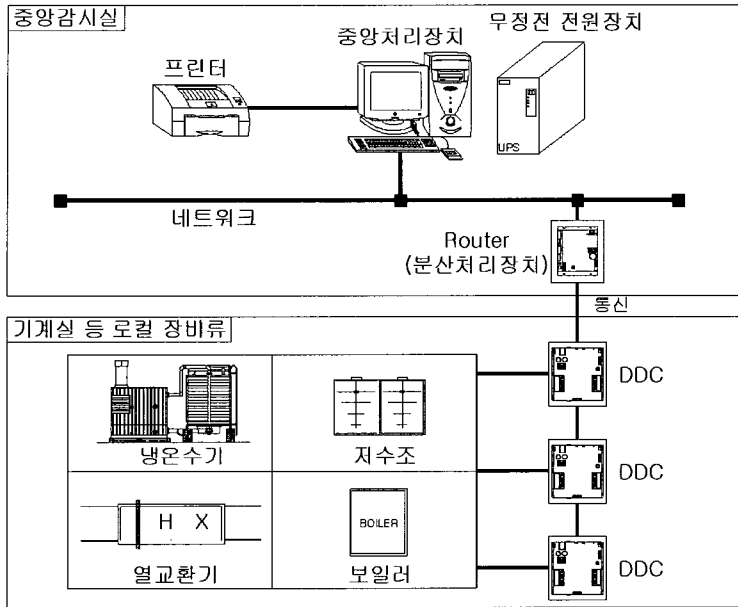 중앙감시실
프린터
중앙처리장치
무정전 전원장치
UPS
네트워크
Router
(분산처리장치)
통신
기계실 등 로컬 장비류
DDC
냉온수기
저수조
DDC
H X
BOILER
열교환기
보일러
DDC